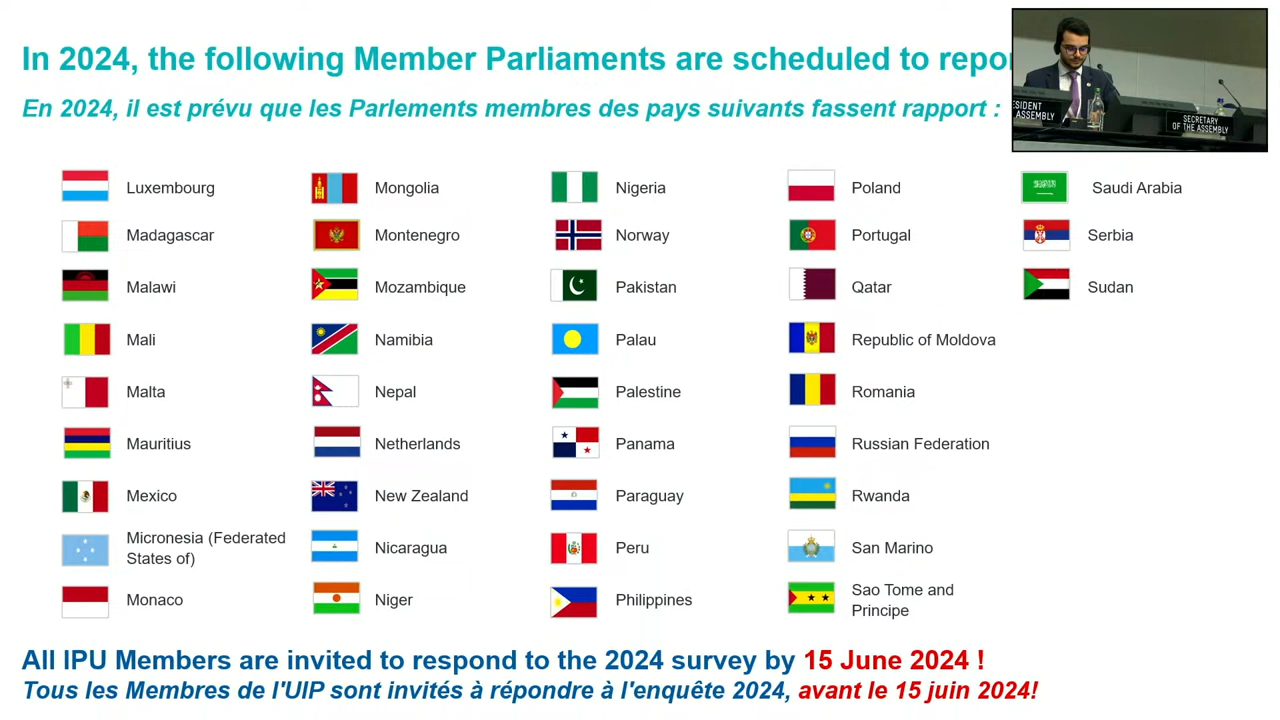 In 2024, the following Member Parliaments are scheduled to
En 2024, il est prévu que les Parlements membres des pays suivants fassent rapport :
Luxembourg
Madagascar
Malawi
Mali
Malta
Mauritius
Mexico
Micronesia (Federated
States of)
Monaco
Mongolia
Montenegro
Mozambique
Namibia
Nepal
Netherlands
New Zealand
Nicaragua
Niger
Nigeria
Norway
Pakistan
Palau
Palestine
Panama
Paraguay
Peru
Philippines
Poland
Portugal
Qatar
Republic of Moldova
Romania
Russian Federation
Rwanda
San Marino
Sao Tome and
Principe
Saudi Arabia
Serbia
Sudan
ASSEMBLY
SECRETARY
OF THE ASSEMBLY
All IPU Members are invited to respond to the 2024 survey by 15 June 2024 !
Tous les Membres de l'UIP sont invités à répondre à l'enquête 2024, avant le 15 juin 2024!